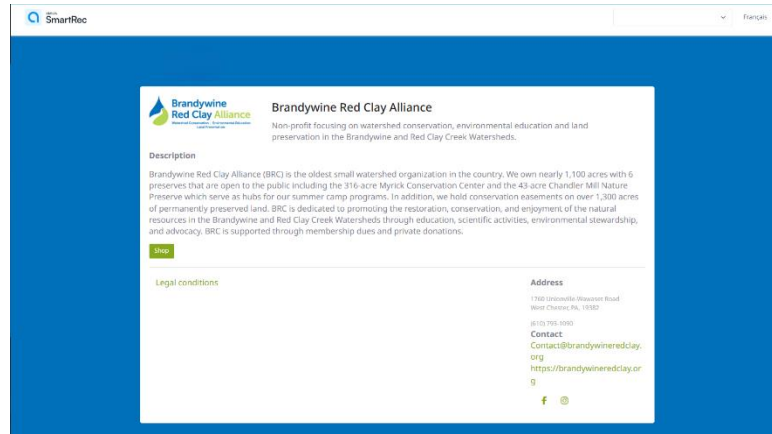 SmartRec
Français
Brandywine
Red Clay Alliance
Brandywine Red Clay Alliance
Non-profit focusing on watershed conservation, environmental education and land
preservation in the Brandywine and Red Clay Creek Watersheds.
Description
Brandywine Red Clay Alliance (BRC) is the oldest small watershed organization in the country. We own nearly 1,100 acres with 6
preserves that are open to the public including the 316-acre Myrick Conservation Center and the 43-acre Chandler Mill Nature
Preserve which serve as hubs for our summer camp programs. In addition, we hold conservation easements on over 1,300 acres
of permanently preserved land. BRC is dedicated to promoting the restoration, conservation, and enjoyment of the natural
resources in the Brandywine and Red Clay Creek Watersheds through education, scientific activities, environmental stewardship,
and advocacy. BRC is supported through membership dues and private donations.
Shop
Legal conditions
Address
1760 Unionville-Wawaset Road
West Chester, PA, 19382
(610) 793-1090
Contact
Contact@brandywineredclay.
org
https://brandywineredclay.or
g